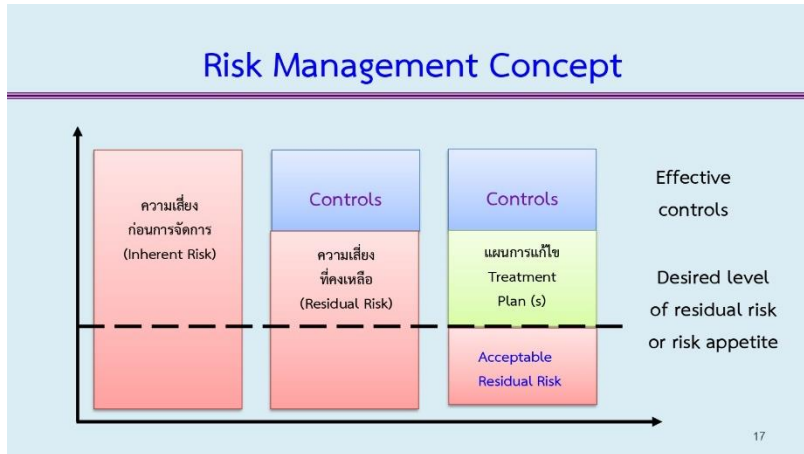 Risk Management Concept
ความเสี่ยง
ก่อนการจัดการ
(Inherent Risk)
Controls
ความเสี่ยง
ที่คงเหลือ
(Residual Risk)
Controls
แผนการแก้ไข
Treatment
Plan (s)
Acceptable
Residual Risk
Effective
controls
Desired level
of residual risk
or risk appetite
17